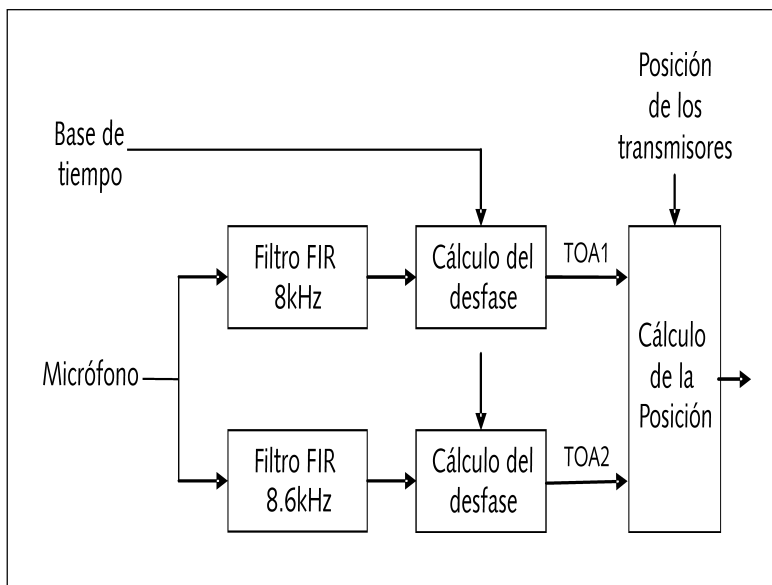 Posición
de los
transmisores
Base de
tiempo
Filtro FIR
8kHz
Cálculo del
desfase
TOA1
Micrófono
Cálculo
de la
Posición
Filtro FIR
8.6kHz
Cálculo del
desfase
TOA2